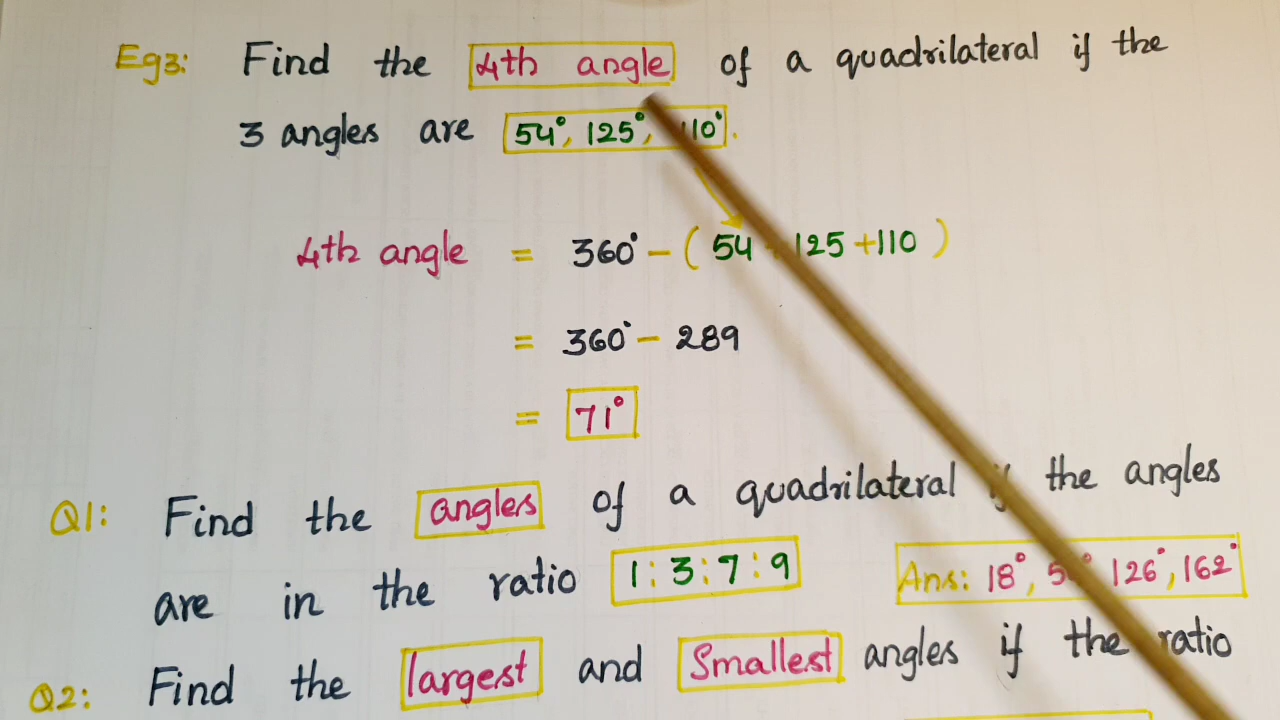 Eg3: Find the 4th angle of a quadrilateral if the
3 angles are 54°, 125°, 110°.
4th angle = 360° - ( 54 125 + 110 )
= 360° - 289
= 71°
Q1: Find the angles of a quadrilateral if the angles
are in the ratio 1 : 3 : 7 : 9 Ans: 18°, 126°, 162°
Q2: Find the largest and Smallest angles if the ratio